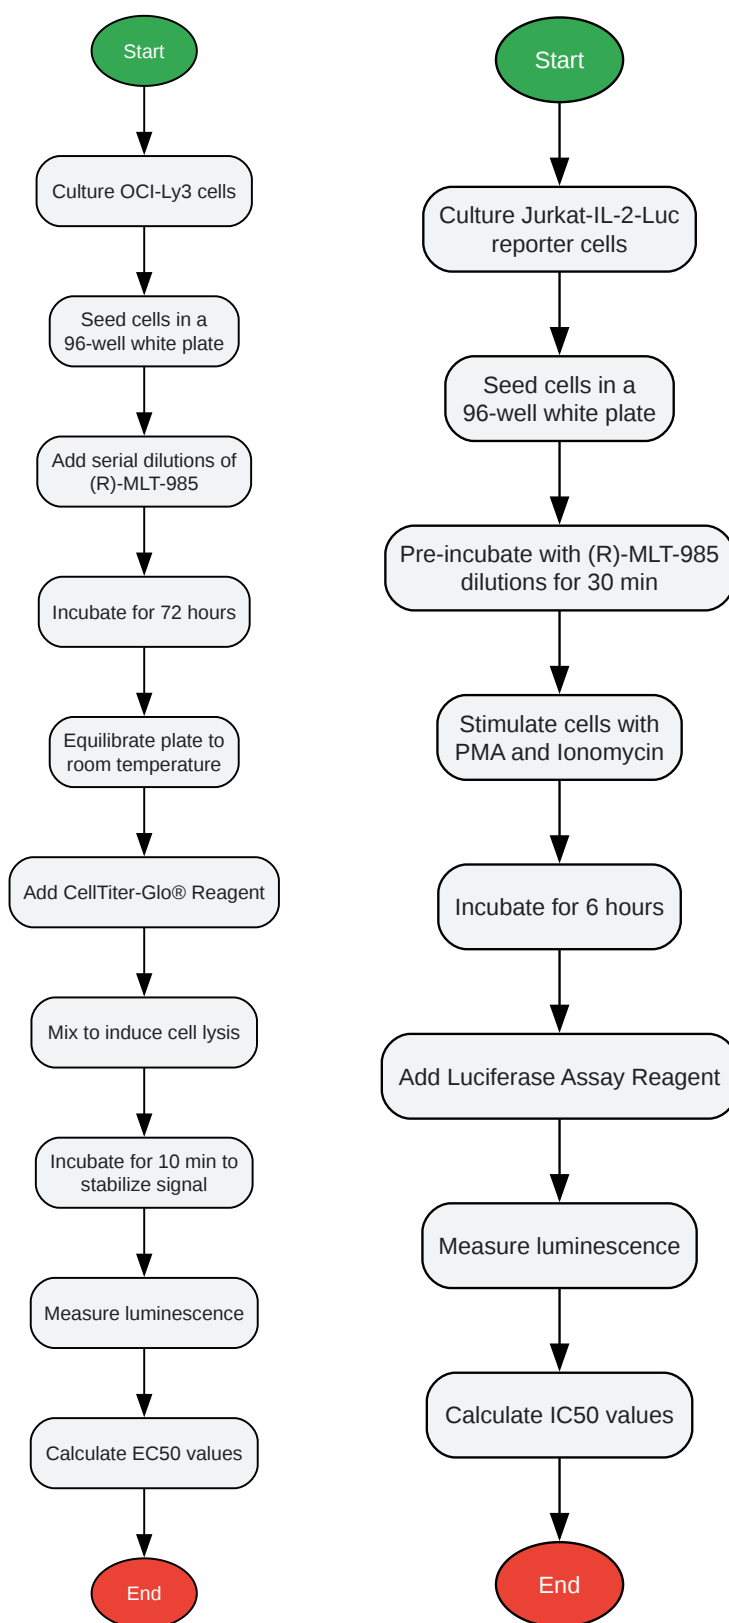 Start
Culture OCI-Ly3 cells
Seed cells in a
96-well white plate
Add serial dilutions of
(R)-MLT-985
Incubate for 72 hours
Equilibrate plate to
room temperature
Add CellTiter-Glo® Reagent
Mix to induce cell lysis
Incubate for 10 min to
stabilize signal
Measure luminescence
Calculate EC50 values
End
Start
Culture Jurkat-IL-2-Luc
reporter cells
Seed cells in a
96-well white plate
Pre-incubate with (R)-MLT-985
dilutions for 30 min
Stimulate cells with
PMA and Ionomycin
Incubate for 6 hours
Add Luciferase Assay Reagent
Measure luminescence
Calculate IC50 values
End